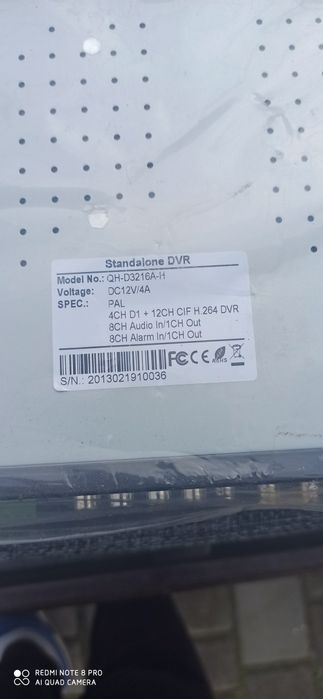 Standalone DVR
Model No.: QH-D3216A-H
Voltage: DC12V/4A
SPEC.: PAL
4CH D1 + 12CH CIF H.264 DVR
8CH Audio In/1CH Out
8CH Alarm In/1CH Out
FC CE RoHS
S/N.: 2013021910036
REDMI NOTE 8 PRO
AI QUAD CAMERA